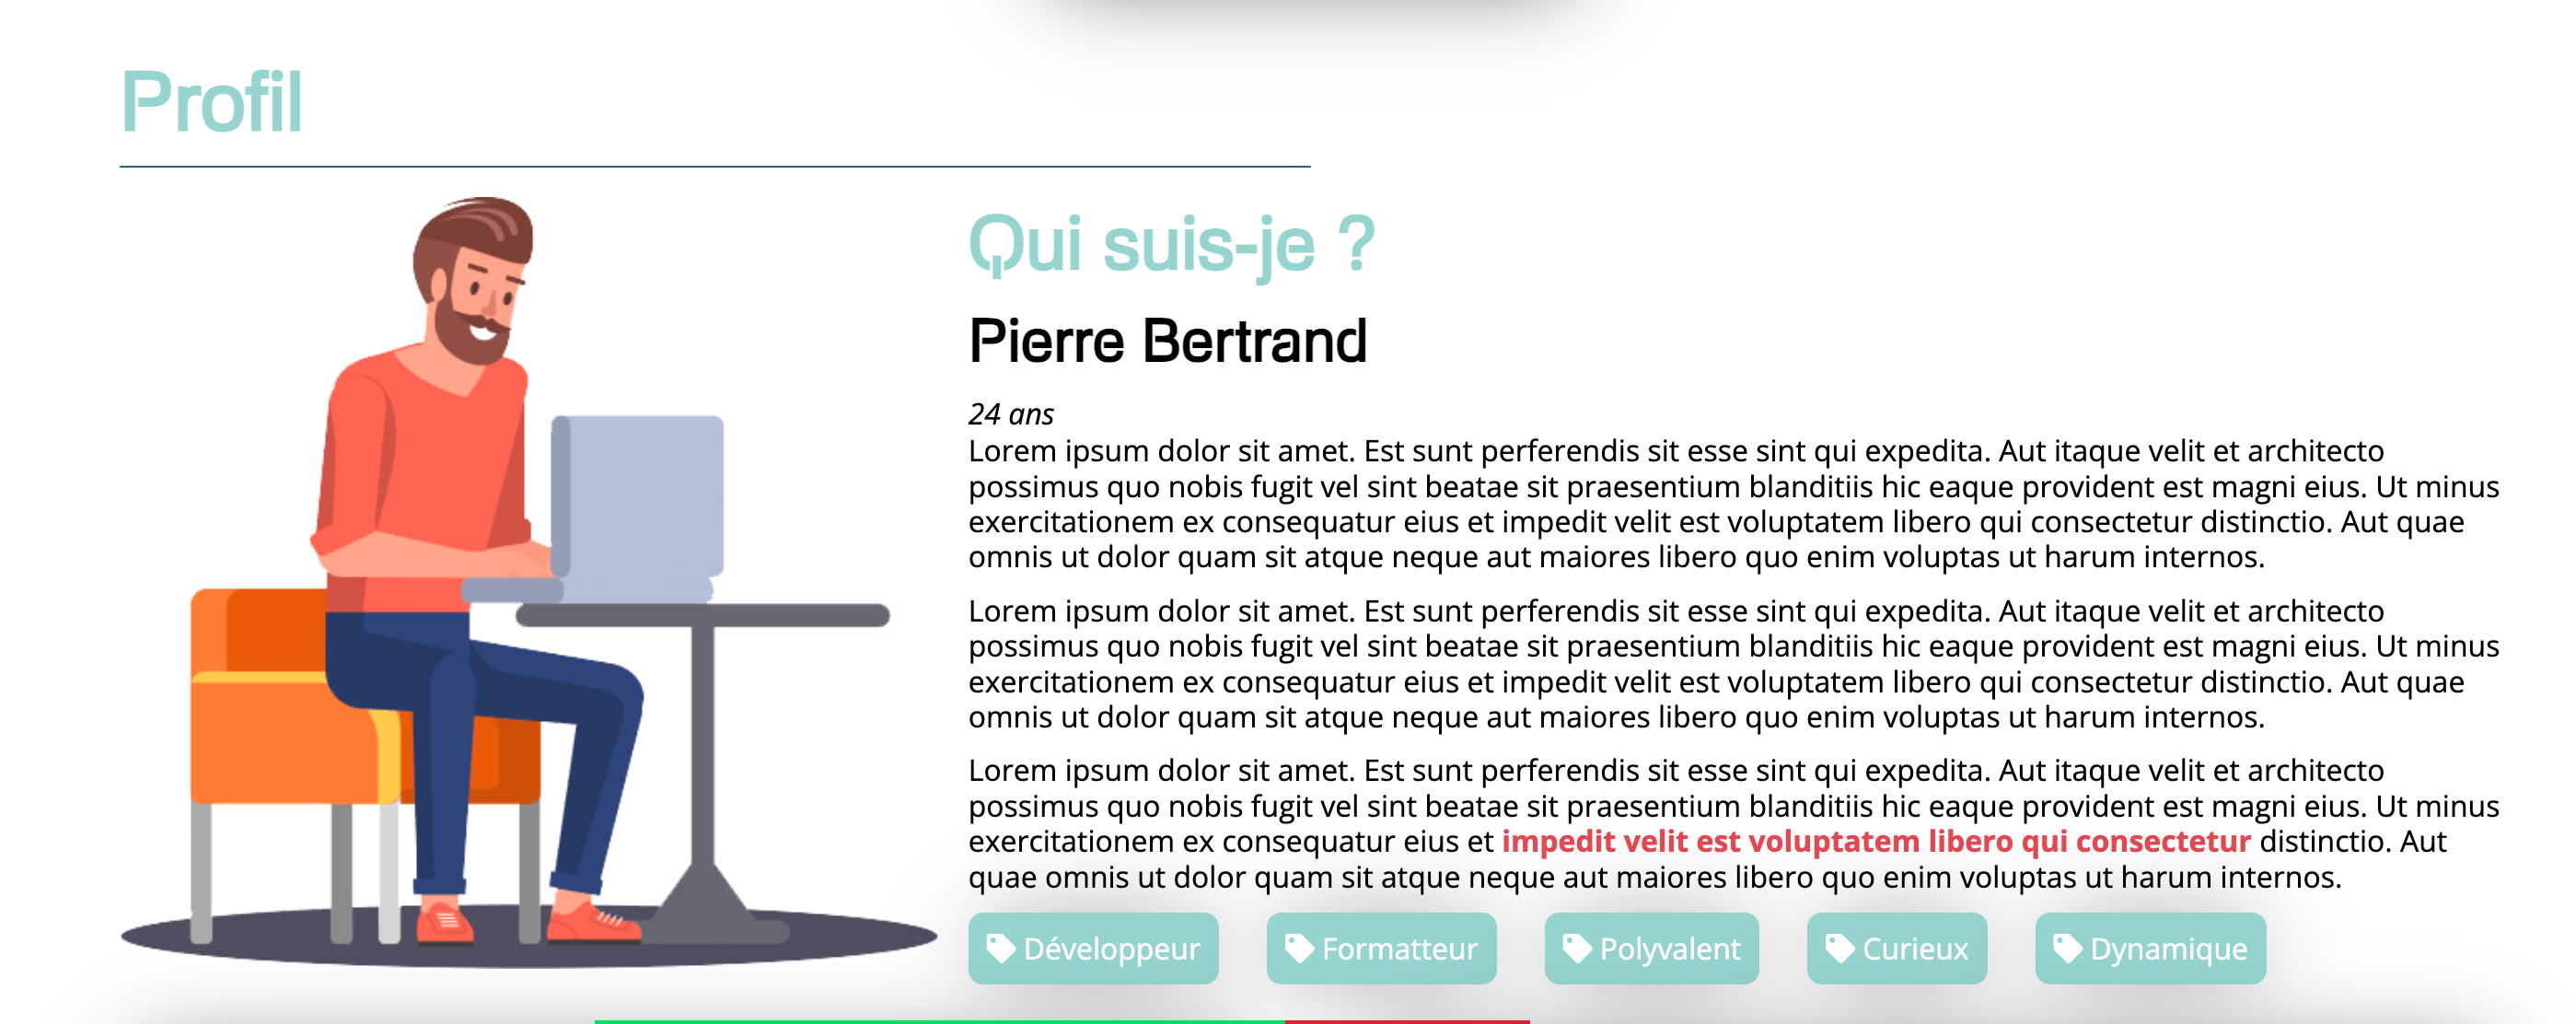 Profil
Qui suis-je ?
Pierre Bertrand
24 ans
Lorem ipsum dolor sit amet. Est sunt perferendis sit esse sint qui expedita. Aut itaque velit et architecto
possimus quo nobis fugit vel sint beatae sit praesentium blanditiis hic eaque provident est magni eius. Ut minus
exercitationem ex consequatur eius et impedit velit est voluptatem libero qui consectetur distinctio. Aut quae
omnis ut dolor quam sit atque neque aut maiores libero quo enim voluptas ut harum internos.
Lorem ipsum dolor sit amet. Est sunt perferendis sit esse sint qui expedita. Aut itaque velit et architecto
possimus quo nobis fugit vel sint beatae sit praesentium blanditiis hic eaque provident est magni eius. Ut minus
exercitationem ex consequatur eius et impedit velit est voluptatem libero qui consectetur distinctio. Aut quae
omnis ut dolor quam sit atque neque aut maiores libero quo enim voluptas ut harum internos.
Lorem ipsum dolor sit amet. Est sunt perferendis sit esse sint qui expedita. Aut itaque velit et architecto
possimus quo nobis fugit vel sint beatae sit praesentium blanditiis hic eaque provident est magni eius. Ut minus
exercitationem ex consequatur eius et impedit velit est voluptatem libero qui consectetur distinctio. Aut
quae omnis ut dolor quam sit atque neque aut maiores libero quo enim voluptas ut harum internos.
Développeur Formatteur Polyvalent Curieux Dynamique